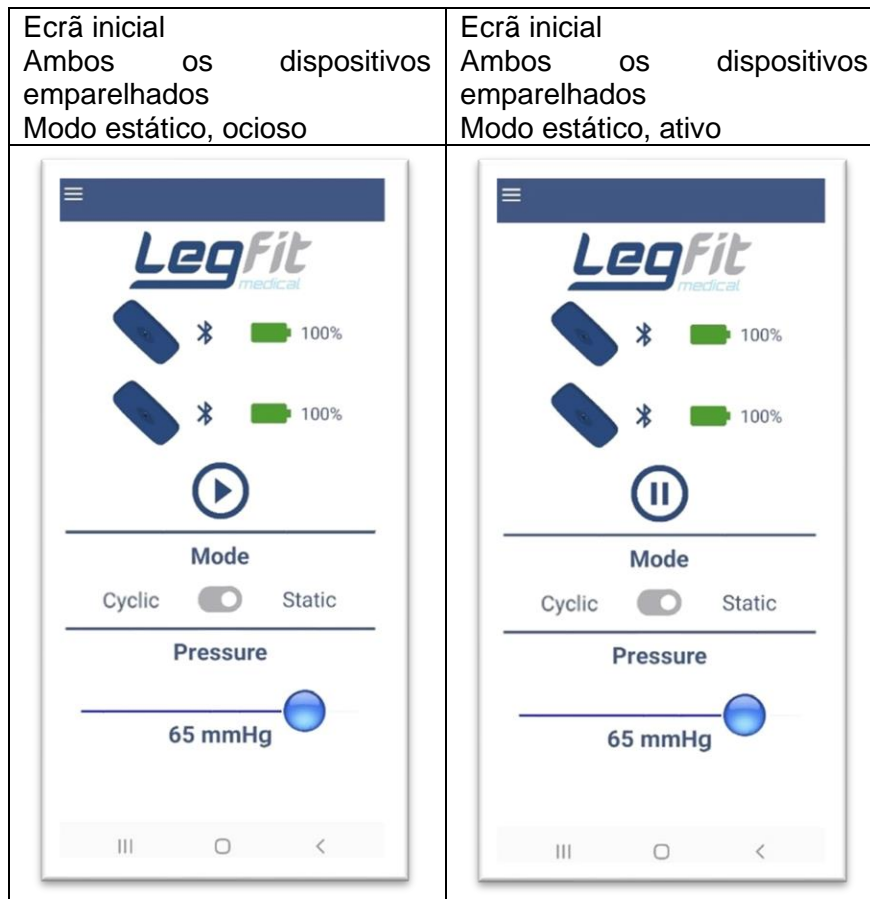 Ecrã inicial
Ambos os dispositivos
emparelhados
Modo estático, ocioso
LegFit
medical
100%
100%
Mode
Cyclic Static
Pressure
65 mmHg
Ecrã inicial
Ambos os dispositivos
emparelhados
Modo estático, ativo
LegFit
medical
100%
100%
Mode
Cyclic Static
Pressure
65 mmHg